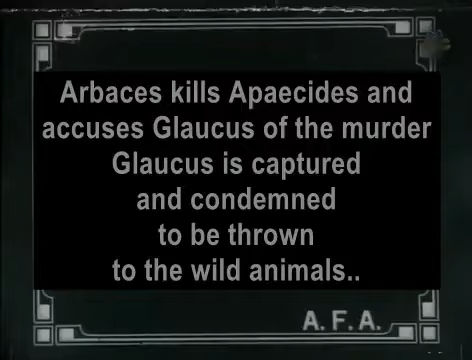 Arbaces kills Apaecides and
accuses Glaucus of the murder
Glaucus is captured
and condemned
to be thrown
to the wild animals..
A. F. A.